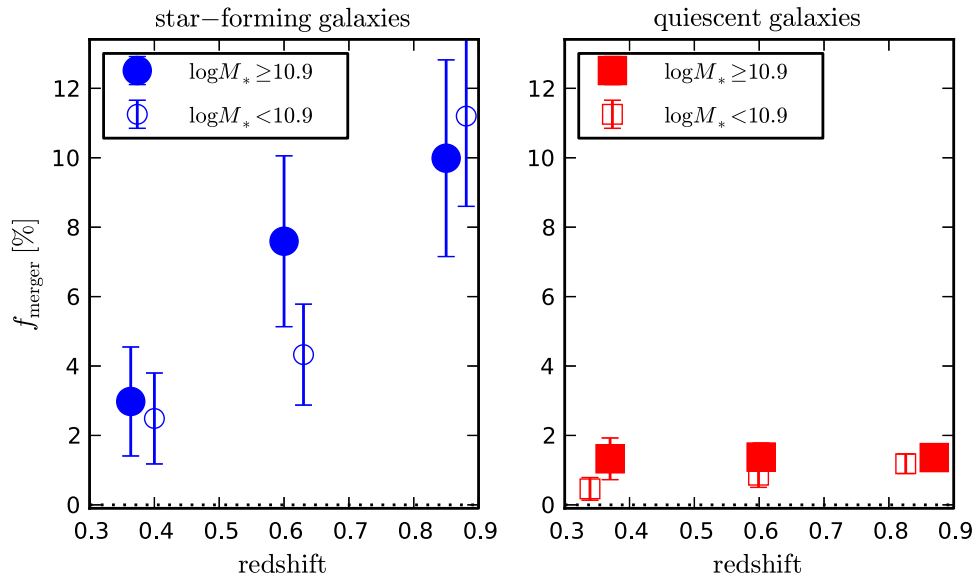 star−forming galaxies
quiescent galaxies
logM* ≥10.9
logM* <10.9
logM* ≥10.9
logM* <10.9
f_merger [%]
12
10
8
6
4
2
0
12
10
8
6
4
2
0
0.3 0.4 0.5 0.6 0.7 0.8 0.9
0.3 0.4 0.5 0.6 0.7 0.8 0.9
redshift
redshift